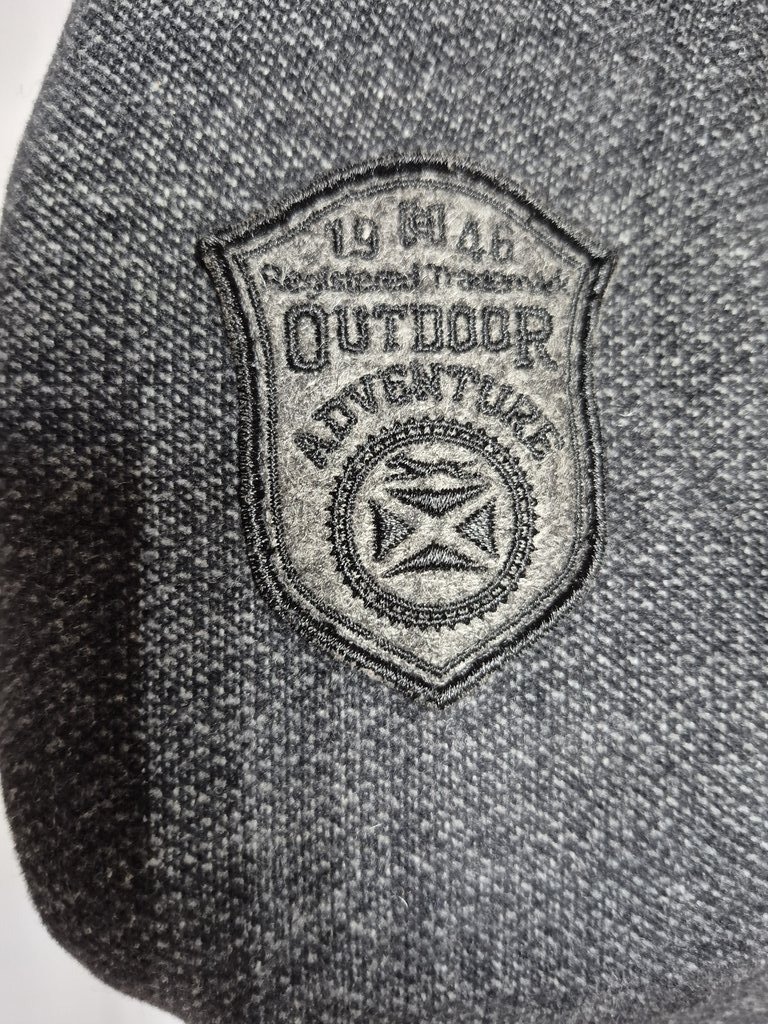 19 H 46
Registered Trademark
OUTDOOR
ADVENTURE